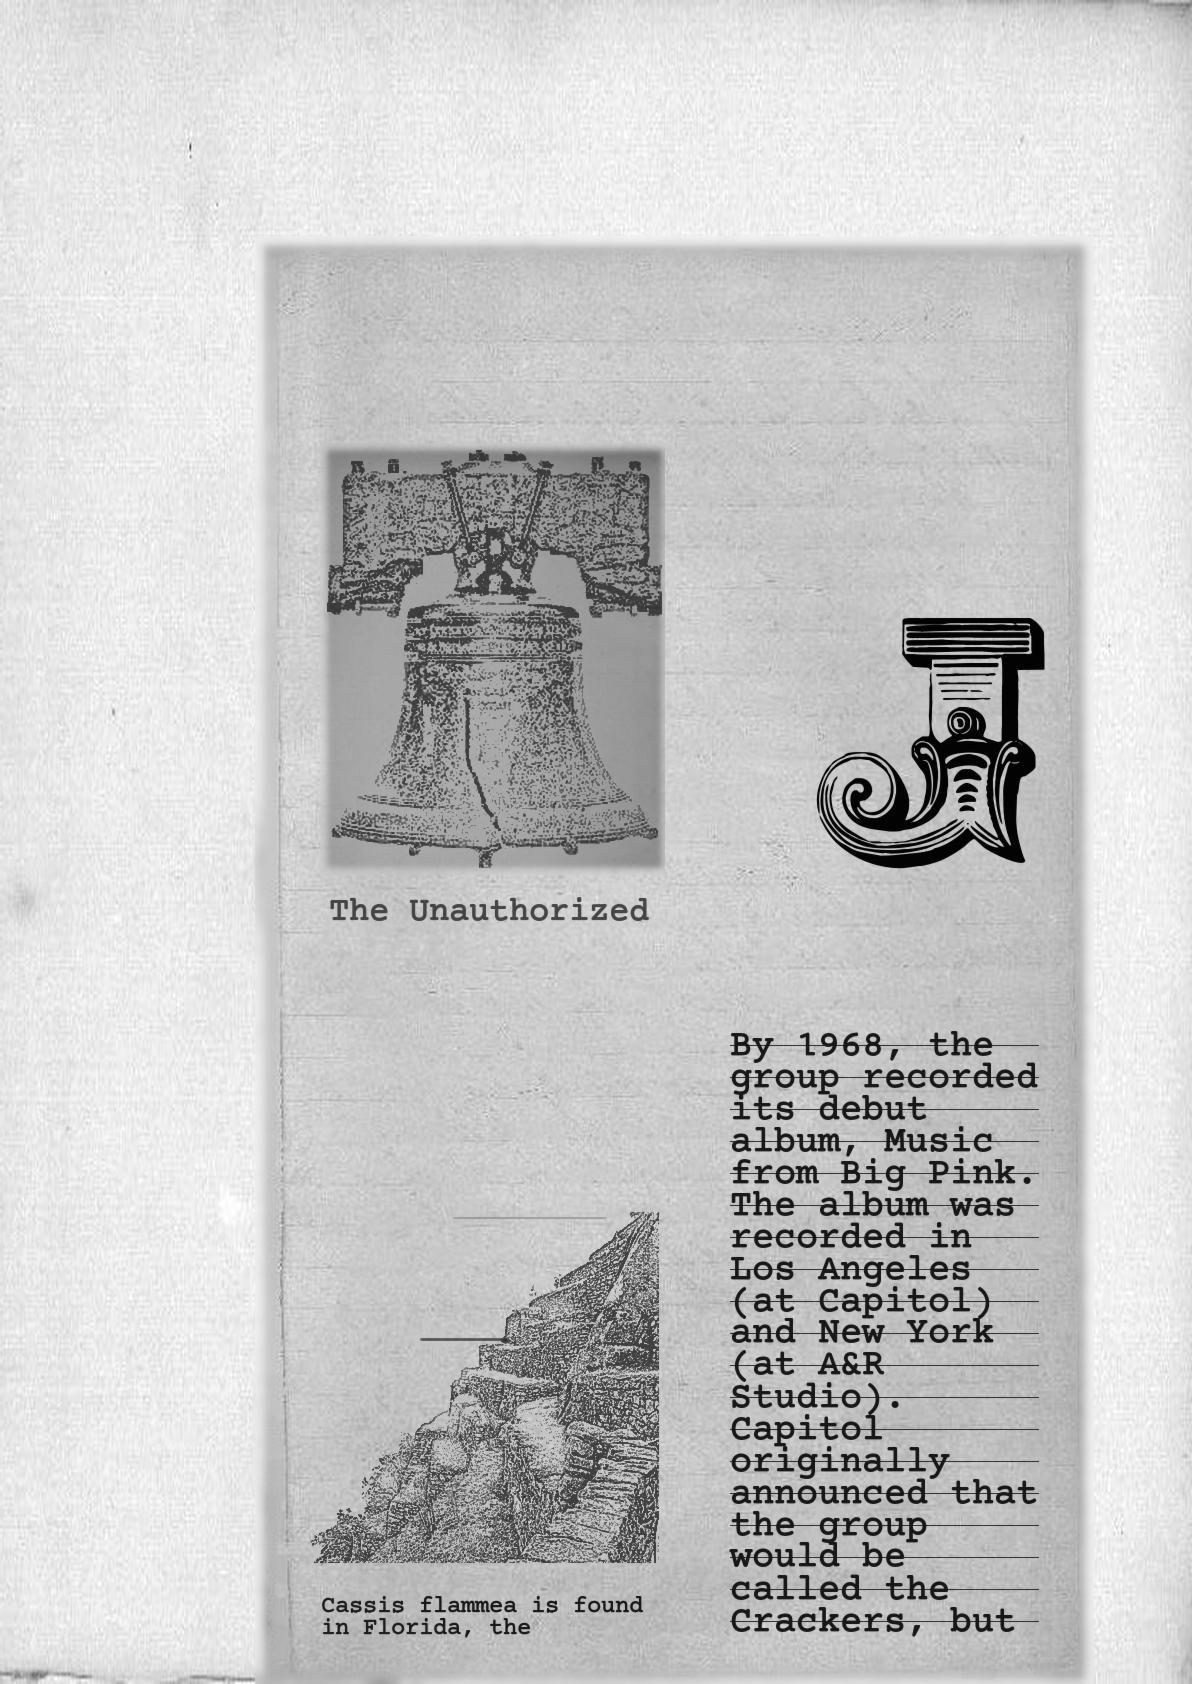 J
The Unauthorized
By 1968, the
group recorded
its debut
album, Music
from Big Pink.
The album was
recorded in
Los Angeles
(at Capitol)
and New York
(at A&R
Studio).
Capitol
originally
announced that
the group
would be
called the
Crackers, but
Cassis flammea is found
in Florida, the